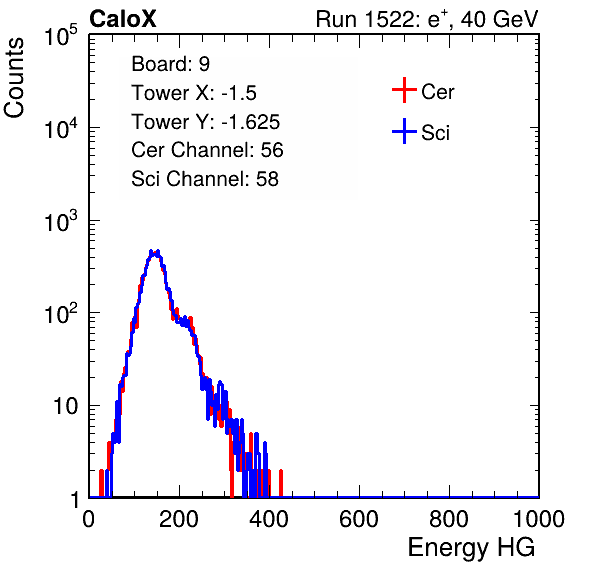 CaloX Run 1522: e⁺, 40 GeV
Counts
10⁵
10⁴
10³
10²
10
1
Board: 9
Tower X: -1.5
Tower Y: -1.625
Cer Channel: 56
Sci Channel: 58
Cer
Sci
0 200 400 600 800 1000
Energy HG